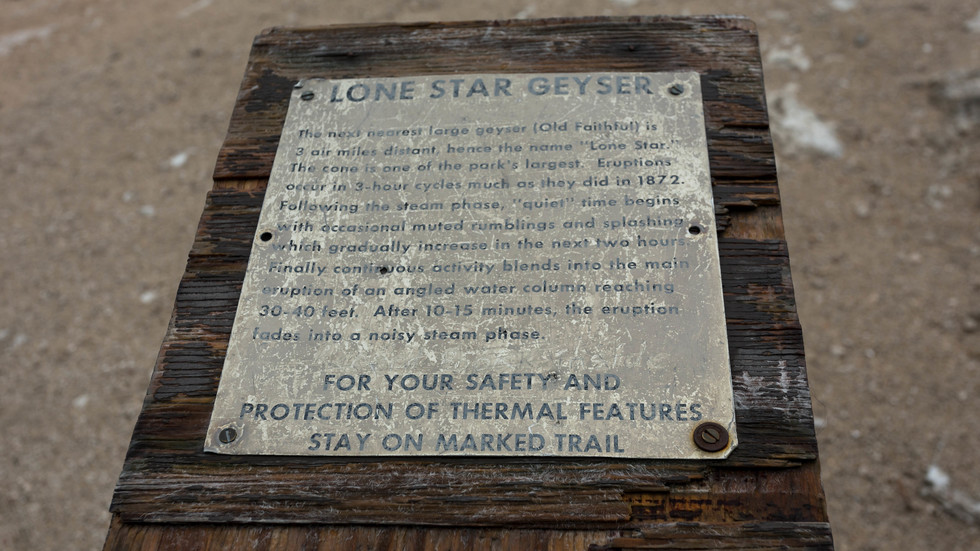 LONE STAR GEYSER
The next nearest large geyser (Old Faithful) is
3 air miles distant, hence the name "Lone Star."
The cone is one of the park's largest. Eruptions
occur in 3-hour cycles much as they did in 1872.
Following the steam phase, "quiet" time begins
with occasional muted rumblings and splashing
which gradually increase in the next two hours.
Finally continuous activity blends into the main
eruption of an angled water column reaching
30-40 feet. After 10-15 minutes, the eruption
fades into a noisy steam phase.
FOR YOUR SAFETY AND
PROTECTION OF THERMAL FEATURES
STAY ON MARKED TRAIL